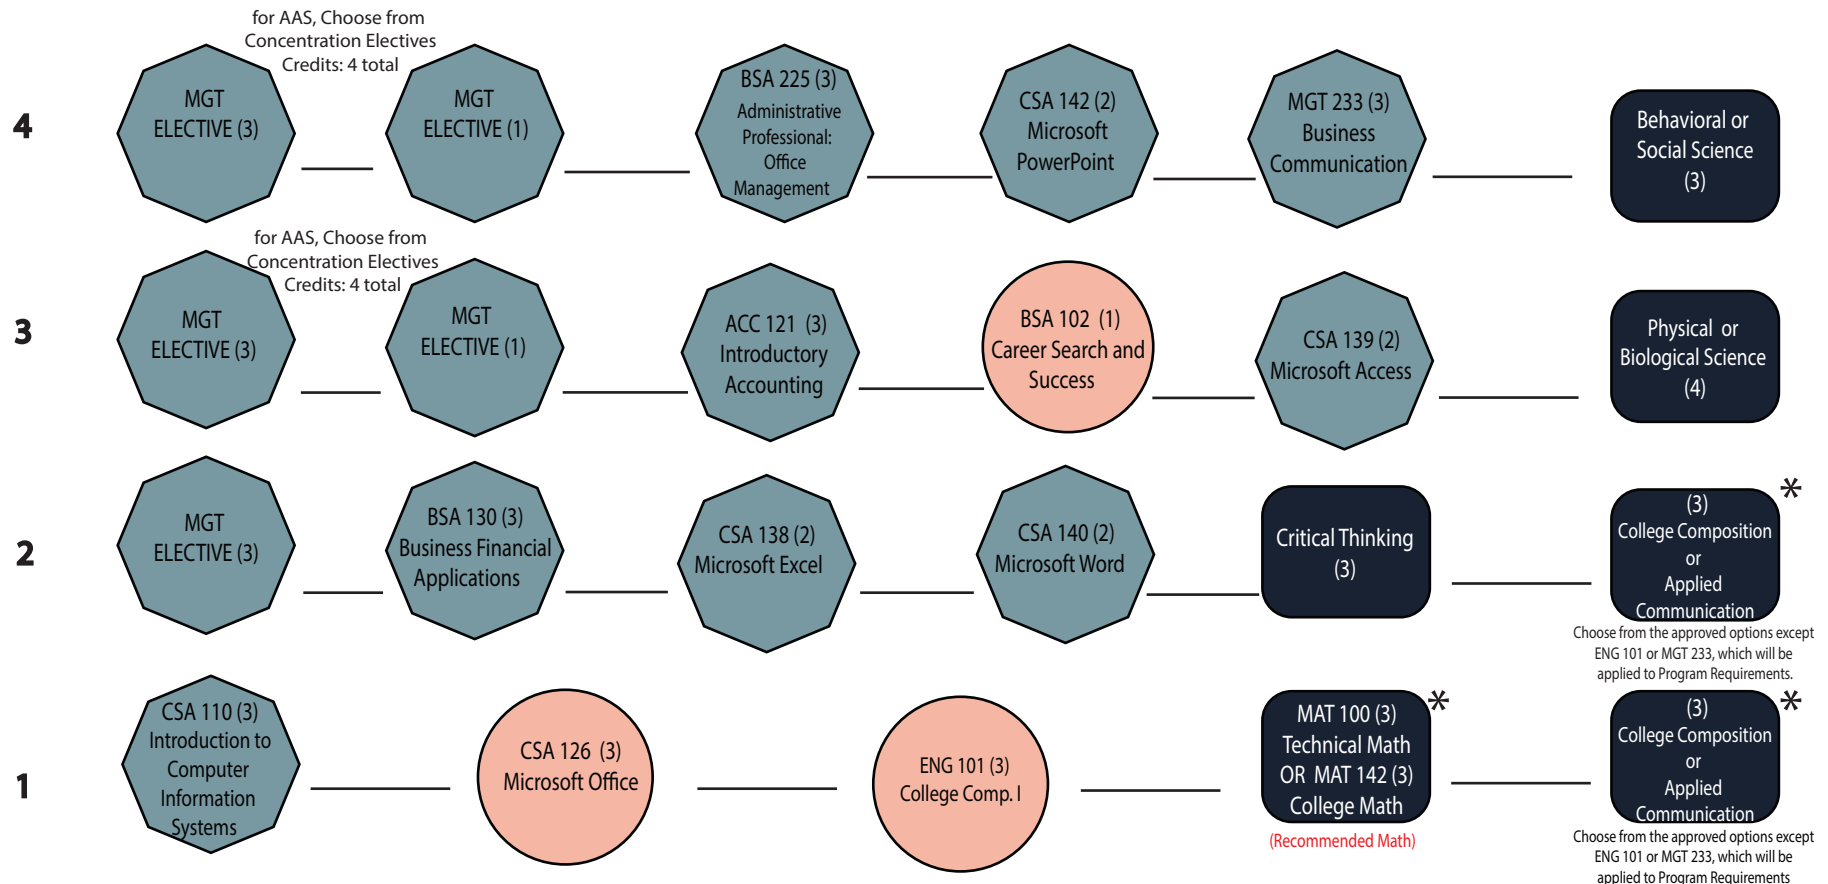 for AAS, Choose from
Concentration Electives
Credits: 4 total
4
MGT
ELECTIVE (3)
MGT
ELECTIVE (1)
BSA 225 (3)
Administrative
Professional:
Office
Management
CSA 142 (2)
Microsoft
PowerPoint
MGT 233 (3)
Business
Communication
Behavioral or
Social Science
(3)
for AAS, Choose from
Concentration Electives
Credits: 4 total
3
MGT
ELECTIVE (3)
MGT
ELECTIVE (1)
ACC 121 (3)
Introductory
Accounting
BSA 102 (1)
Career Search and
Success
CSA 139 (2)
Microsoft Access
Physical or
Biological Science
(4)
2
MGT
ELECTIVE (3)
BSA 130 (3)
Business Financial
Applications
CSA 138 (2)
Microsoft Excel
CSA 140 (2)
Microsoft Word
Critical Thinking
(3)
*
(3)
College Composition
or
Applied
Communication
Choose from the approved options except
ENG 101 or MGT 233, which will be
applied to Program Requirements.
1
CSA 110 (3)
Introduction to
Computer
Information
Systems
CSA 126 (3)
Microsoft Office
ENG 101 (3)
College Comp. I
*
MAT 100 (3)
Technical Math
OR MAT 142 (3)
College Math
(Recommended Math)
*
(3)
College Composition
or
Applied
Communication
Choose from the approved options except
ENG 101 or MGT 233, which will be
applied to Program Requirements